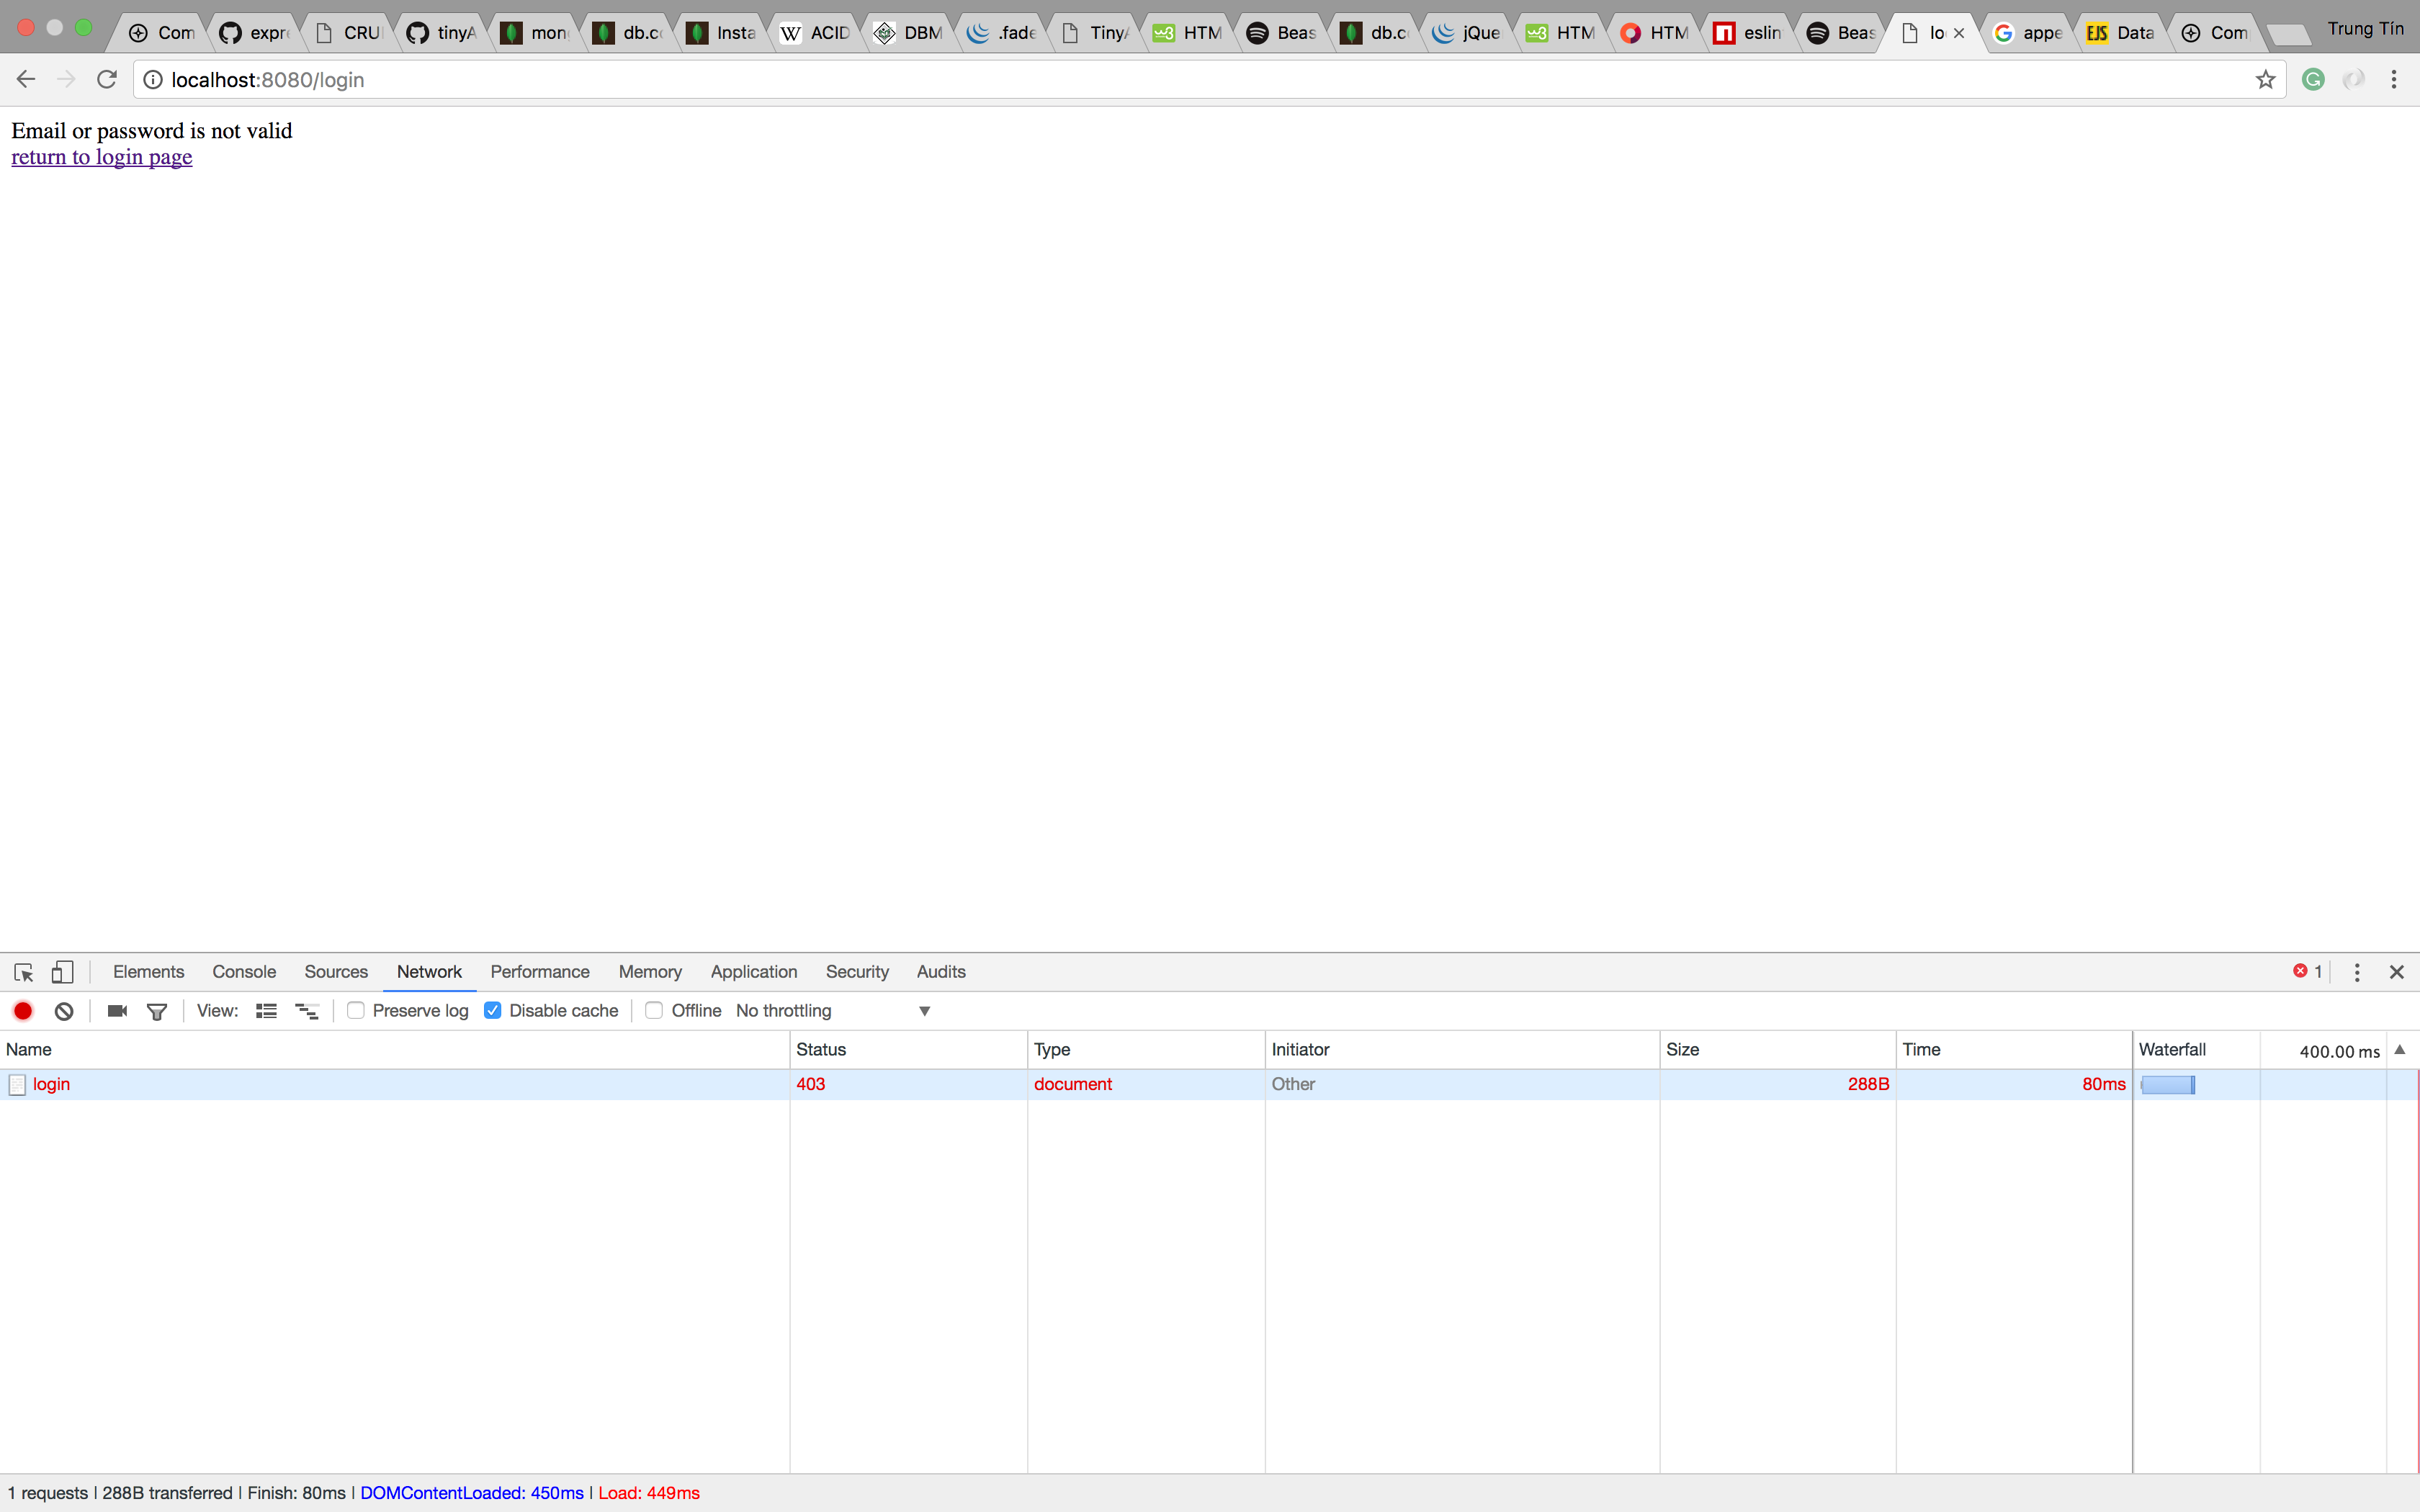 Com expre CRU tinyA mon db.co Insta ACID DBM .fade Tiny HTM Beas db.co jQue HTM HTM eslin Beas lo appe EJS Data Com Trung Tín
localhost:8080/login
Email or password is not valid
return to login page
Elements Console Sources Network Performance Memory Application Security Audits 1
View: Preserve log Disable cache Offline No throttling
Name Status Type Initiator Size Time Waterfall 400.00 ms
login 403 document Other 288B 80ms
1 requests | 288B transferred | Finish: 80ms | DOMContentLoaded: 450ms | Load: 449ms